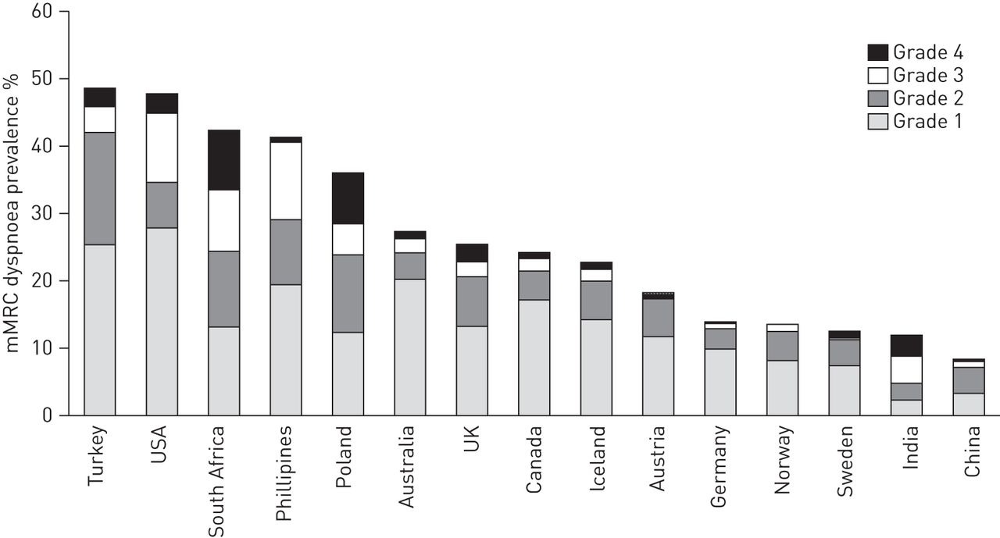 60
50
40
30
20
10
0
mMRC dyspnoea prevalence %
Grade 4
Grade 3
Grade 2
Grade 1
Turkey
USA
South Africa
Phillipines
Poland
Australia
UK
Canada
Iceland
Austria
Germany
Norway
Sweden
India
China